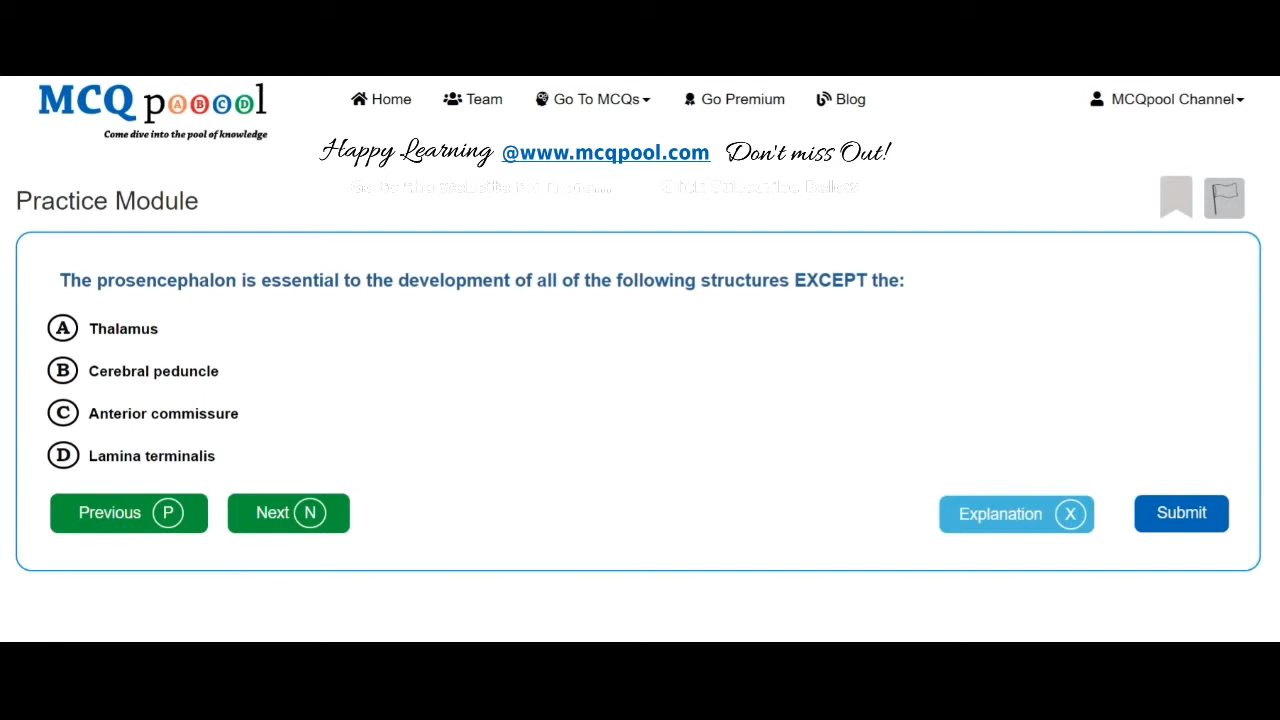 MCQ pABCDl
Come dive into the pool of knowledge
Home Team Go To MCQs Go Premium Blog MCQpool Channel
Happy Learning @www.mcqpool.com Don't miss Out!
Practice Module
The prosencephalon is essential to the development of all of the following structures EXCEPT the:
A Thalamus
B Cerebral peduncle
C Anterior commissure
D Lamina terminalis
Previous P Next N Explanation X Submit